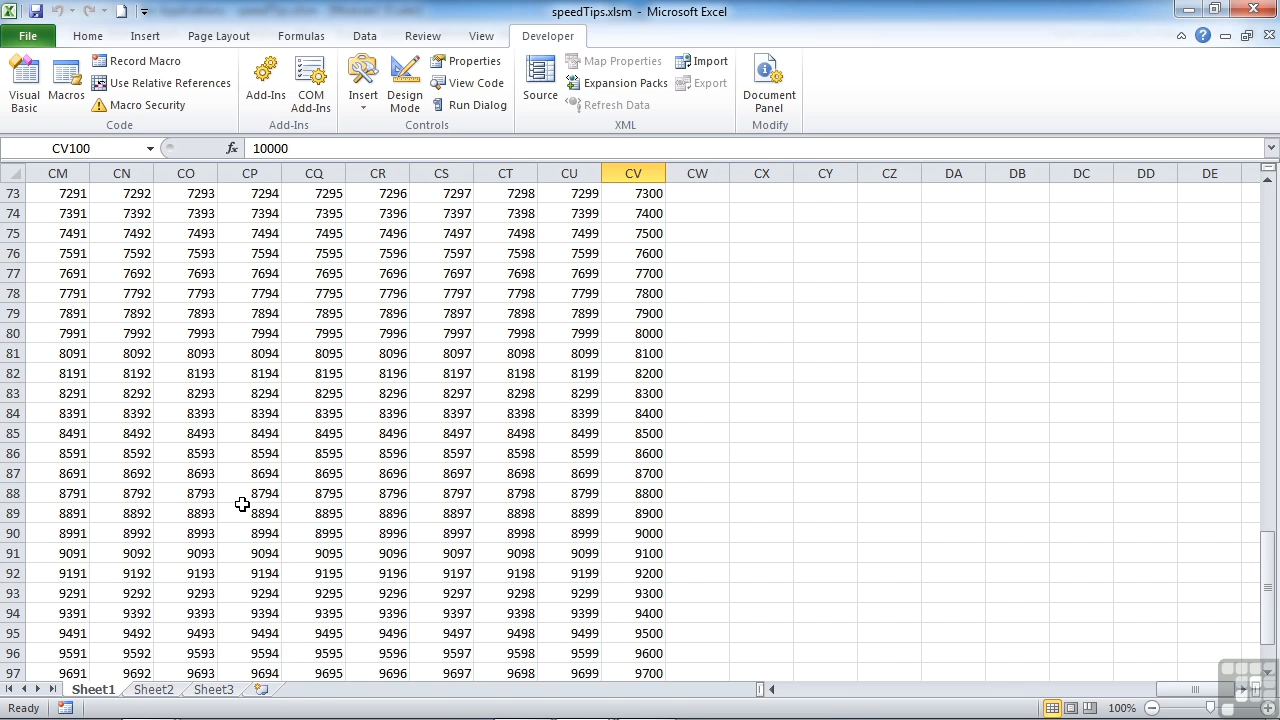 speedTips.xlsm - Microsoft Excel
File Home Insert Page Layout Formulas Data Review View Developer
Visual Basic
Macros
Record Macro
Use Relative References
Macro Security
Code
Add-Ins
COM Add-Ins
Add-Ins
Insert
Design Mode
Properties
View Code
Run Dialog
Controls
Source
Map Properties
Expansion Packs
Refresh Data
Import
Export
XML
Document Panel
Modify
CV100 fx 10000
CM CN CO CP CQ CR CS CT CU CV CW CX CY CZ DA DB DC DD DE
73 7291 7292 7293 7294 7295 7296 7297 7298 7299 7300
74 7391 7392 7393 7394 7395 7396 7397 7398 7399 7400
75 7491 7492 7493 7494 7495 7496 7497 7498 7499 7500
76 7591 7592 7593 7594 7595 7596 7597 7598 7599 7600
77 7691 7692 7693 7694 7695 7696 7697 7698 7699 7700
78 7791 7792 7793 7794 7795 7796 7797 7798 7799 7800
79 7891 7892 7893 7894 7895 7896 7897 7898 7899 7900
80 7991 7992 7993 7994 7995 7996 7997 7998 7999 8000
81 8091 8092 8093 8094 8095 8096 8097 8098 8099 8100
82 8191 8192 8193 8194 8195 8196 8197 8198 8199 8200
83 8291 8292 8293 8294 8295 8296 8297 8298 8299 8300
84 8391 8392 8393 8394 8395 8396 8397 8398 8399 8400
85 8491 8492 8493 8494 8495 8496 8497 8498 8499 8500
86 8591 8592 8593 8594 8595 8596 8597 8598 8599 8600
87 8691 8692 8693 8694 8695 8696 8697 8698 8699 8700
88 8791 8792 8793 8794 8795 8796 8797 8798 8799 8800
89 8891 8892 8893 8894 8895 8896 8897 8898 8899 8900
90 8991 8992 8993 8994 8995 8996 8997 8998 8999 9000
91 9091 9092 9093 9094 9095 9096 9097 9098 9099 9100
92 9191 9192 9193 9194 9195 9196 9197 9198 9199 9200
93 9291 9292 9293 9294 9295 9296 9297 9298 9299 9300
94 9391 9392 9393 9394 9395 9396 9397 9398 9399 9400
95 9491 9492 9493 9494 9495 9496 9497 9498 9499 9500
96 9591 9592 9593 9594 9595 9596 9597 9598 9599 9600
97 9691 9692 9693 9694 9695 9696 9697 9698 9699 9700
Sheet1 Sheet2 Sheet3
Ready 100%